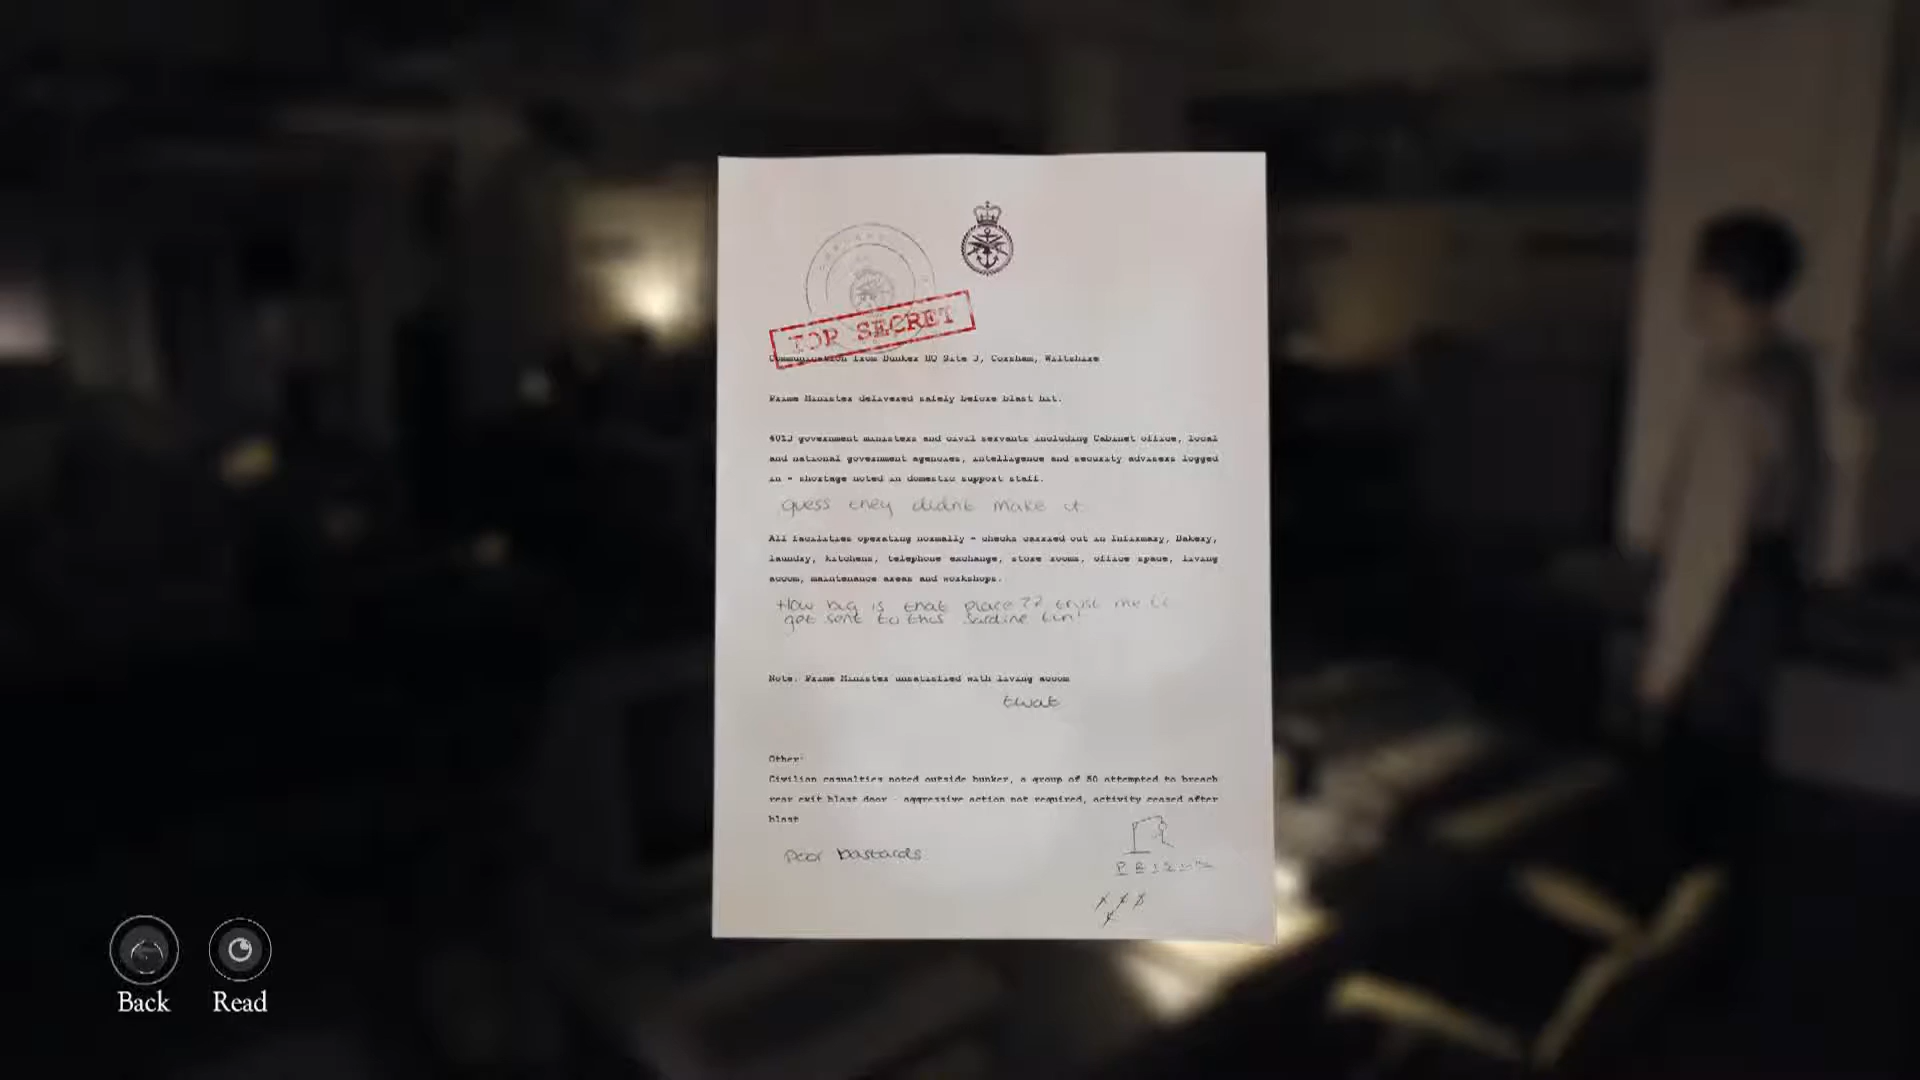 TOP SECRET
Communication from Bunker HQ Site 3, Corsham, Wiltshire
Prime Minister delivered safely before blast hit.
government ministers and civil servants including Cabinet office, local
and national government agencies, intelligence and security advisers logged
in - shortage noted in domestic support staff.
guess they didnt make it
All facilities operating normally - checks carried out in Infirmary, Bakery,
laundry, kitchens, telephone exchange, store rooms, office space, living
accom, maintenance areas and workshops.
How big is that place?? trust me to
get sent to this sardine tin!
Note: Prime Minister unsatisfied with living accom
twat
Other:
Civilian casualties noted outside bunker, a group of 80 attempted to breach
rear exit blast door - aggressive action not required, activity ceased after
blast
poor bastards
Back
Read